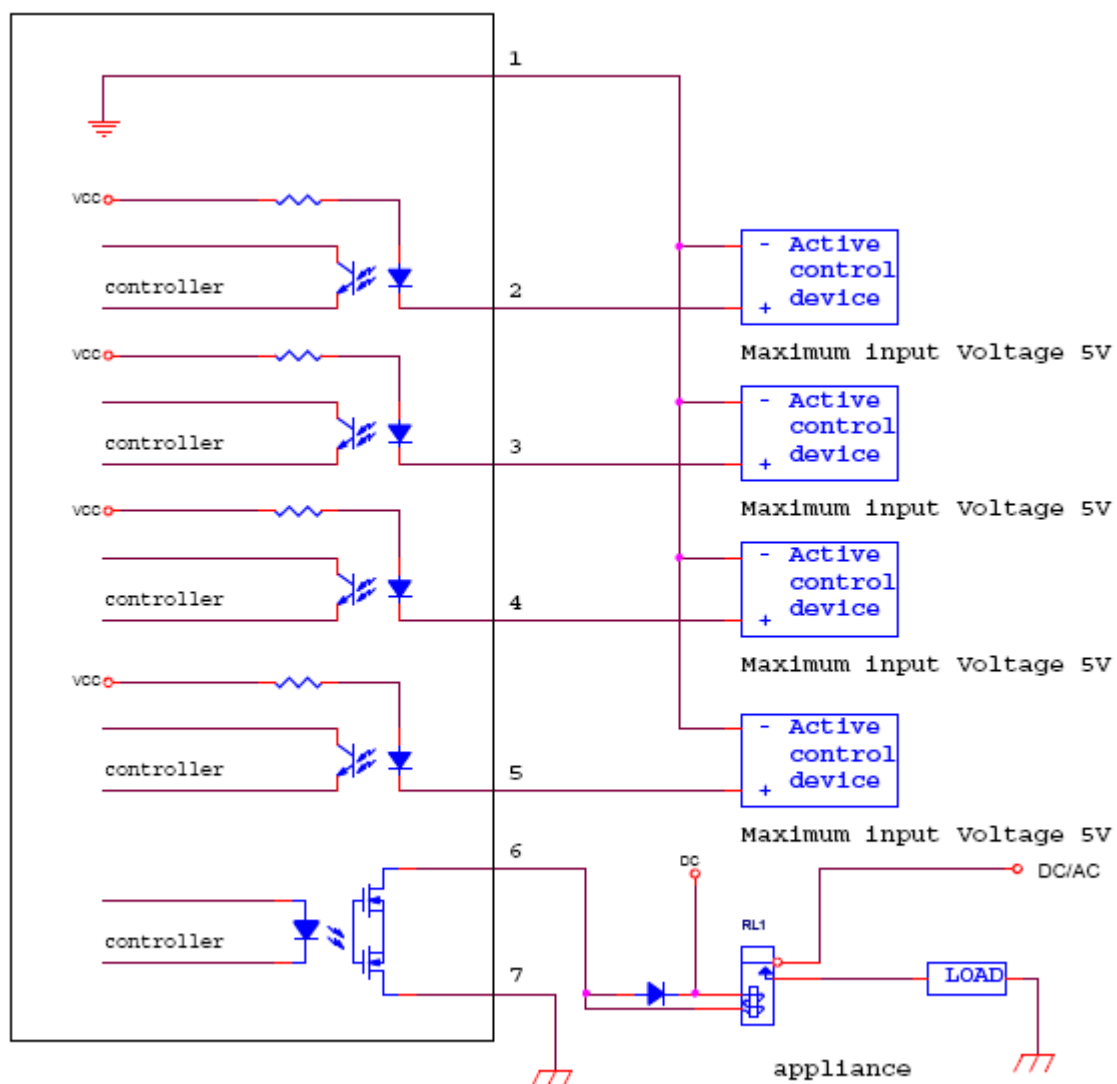 1
VCC
- Active
control
controller
2
device
+
Maximum input Voltage 5V
VCC
- Active
control
controller
3
device
+
Maximum input Voltage 5V
VCC
- Active
control
controller
4
device
+
Maximum input Voltage 5V
VCC
- Active
control
controller
5
device
+
Maximum input Voltage 5V
6
DC
DC/AC
RL1
controller
7
LOAD
appliance